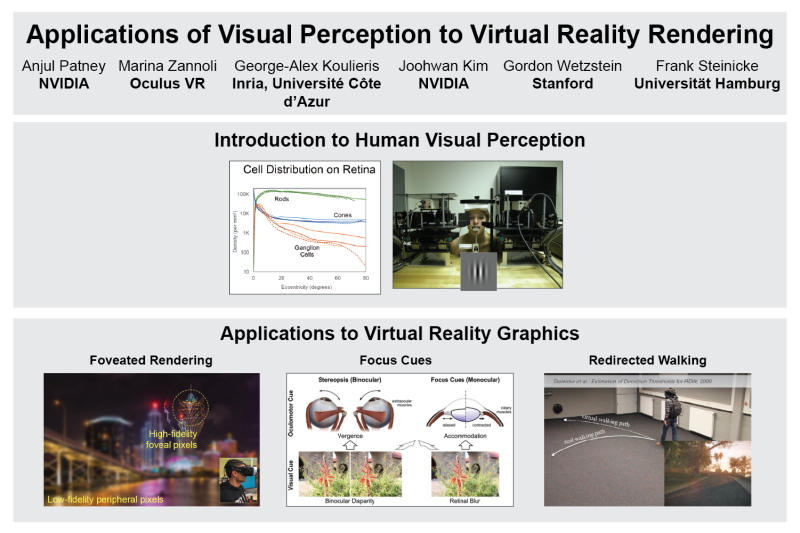 Applications of Visual Perception to Virtual Reality Rendering
Anjul Patney
NVIDIA
Marina Zannoli
Oculus VR
George-Alex Koulieris
Inria, Université Côte
d'Azur
Joohwan Kim
NVIDIA
Gordon Wetzstein
Stanford
Frank Steinicke
Universität Hamburg
Introduction to Human Visual Perception
Cell Distribution on Retina
Density (per mm²)
100K
10K
1K
100
10
Rods
Cones
Ganglion
Cells
0
20
40
60
80
Eccentricity (degrees)
Applications to Virtual Reality Graphics
Foveated Rendering
High-fidelity
foveal pixels
Low-fidelity peripheral pixels
Focus Cues
Stereopsis (Binocular)
Focus Cues (Monocular)
Oculomotor Cue
extraocular
muscles
ciliary
muscles
relaxed
contracted
Vergence
Accommodation
Visual Cue
Binocular Disparity
Retinal Blur
Redirected Walking
Steinicke et al.: Estimation of Detection Thresholds for RDW, 2009
virtual walking path
real walking path